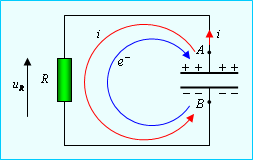 i
A
i
e⁻
+ + + +
R
u_R
– – – –
B